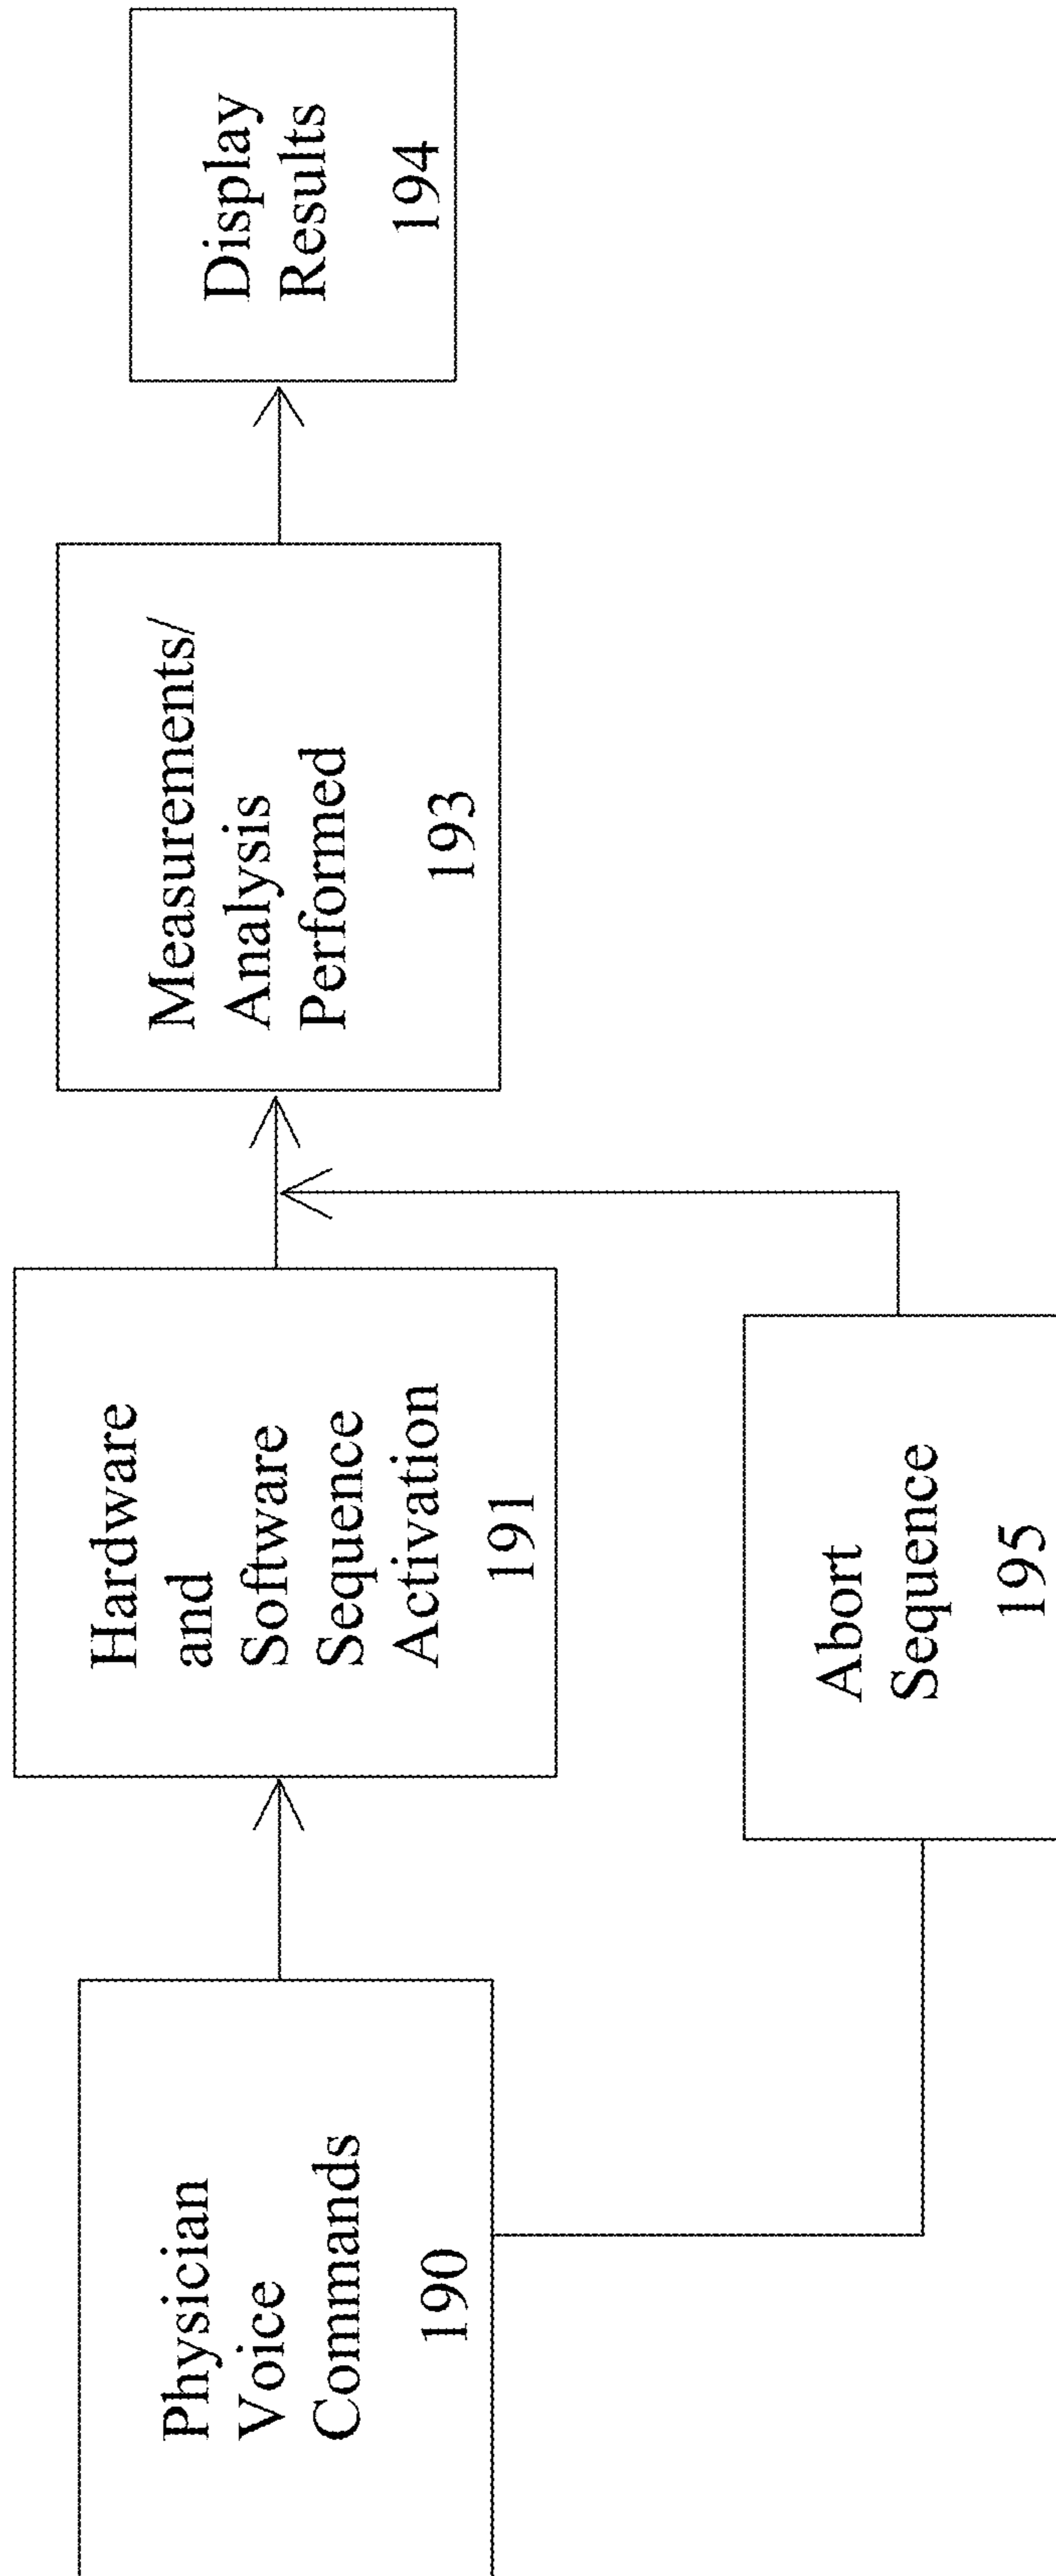 Physician
Voice
Commands
190
Hardware
and
Software
Sequence
Activation
191
Measurements/
Analysis
Performed
193
Display
Results
194
Abort
Sequence
195